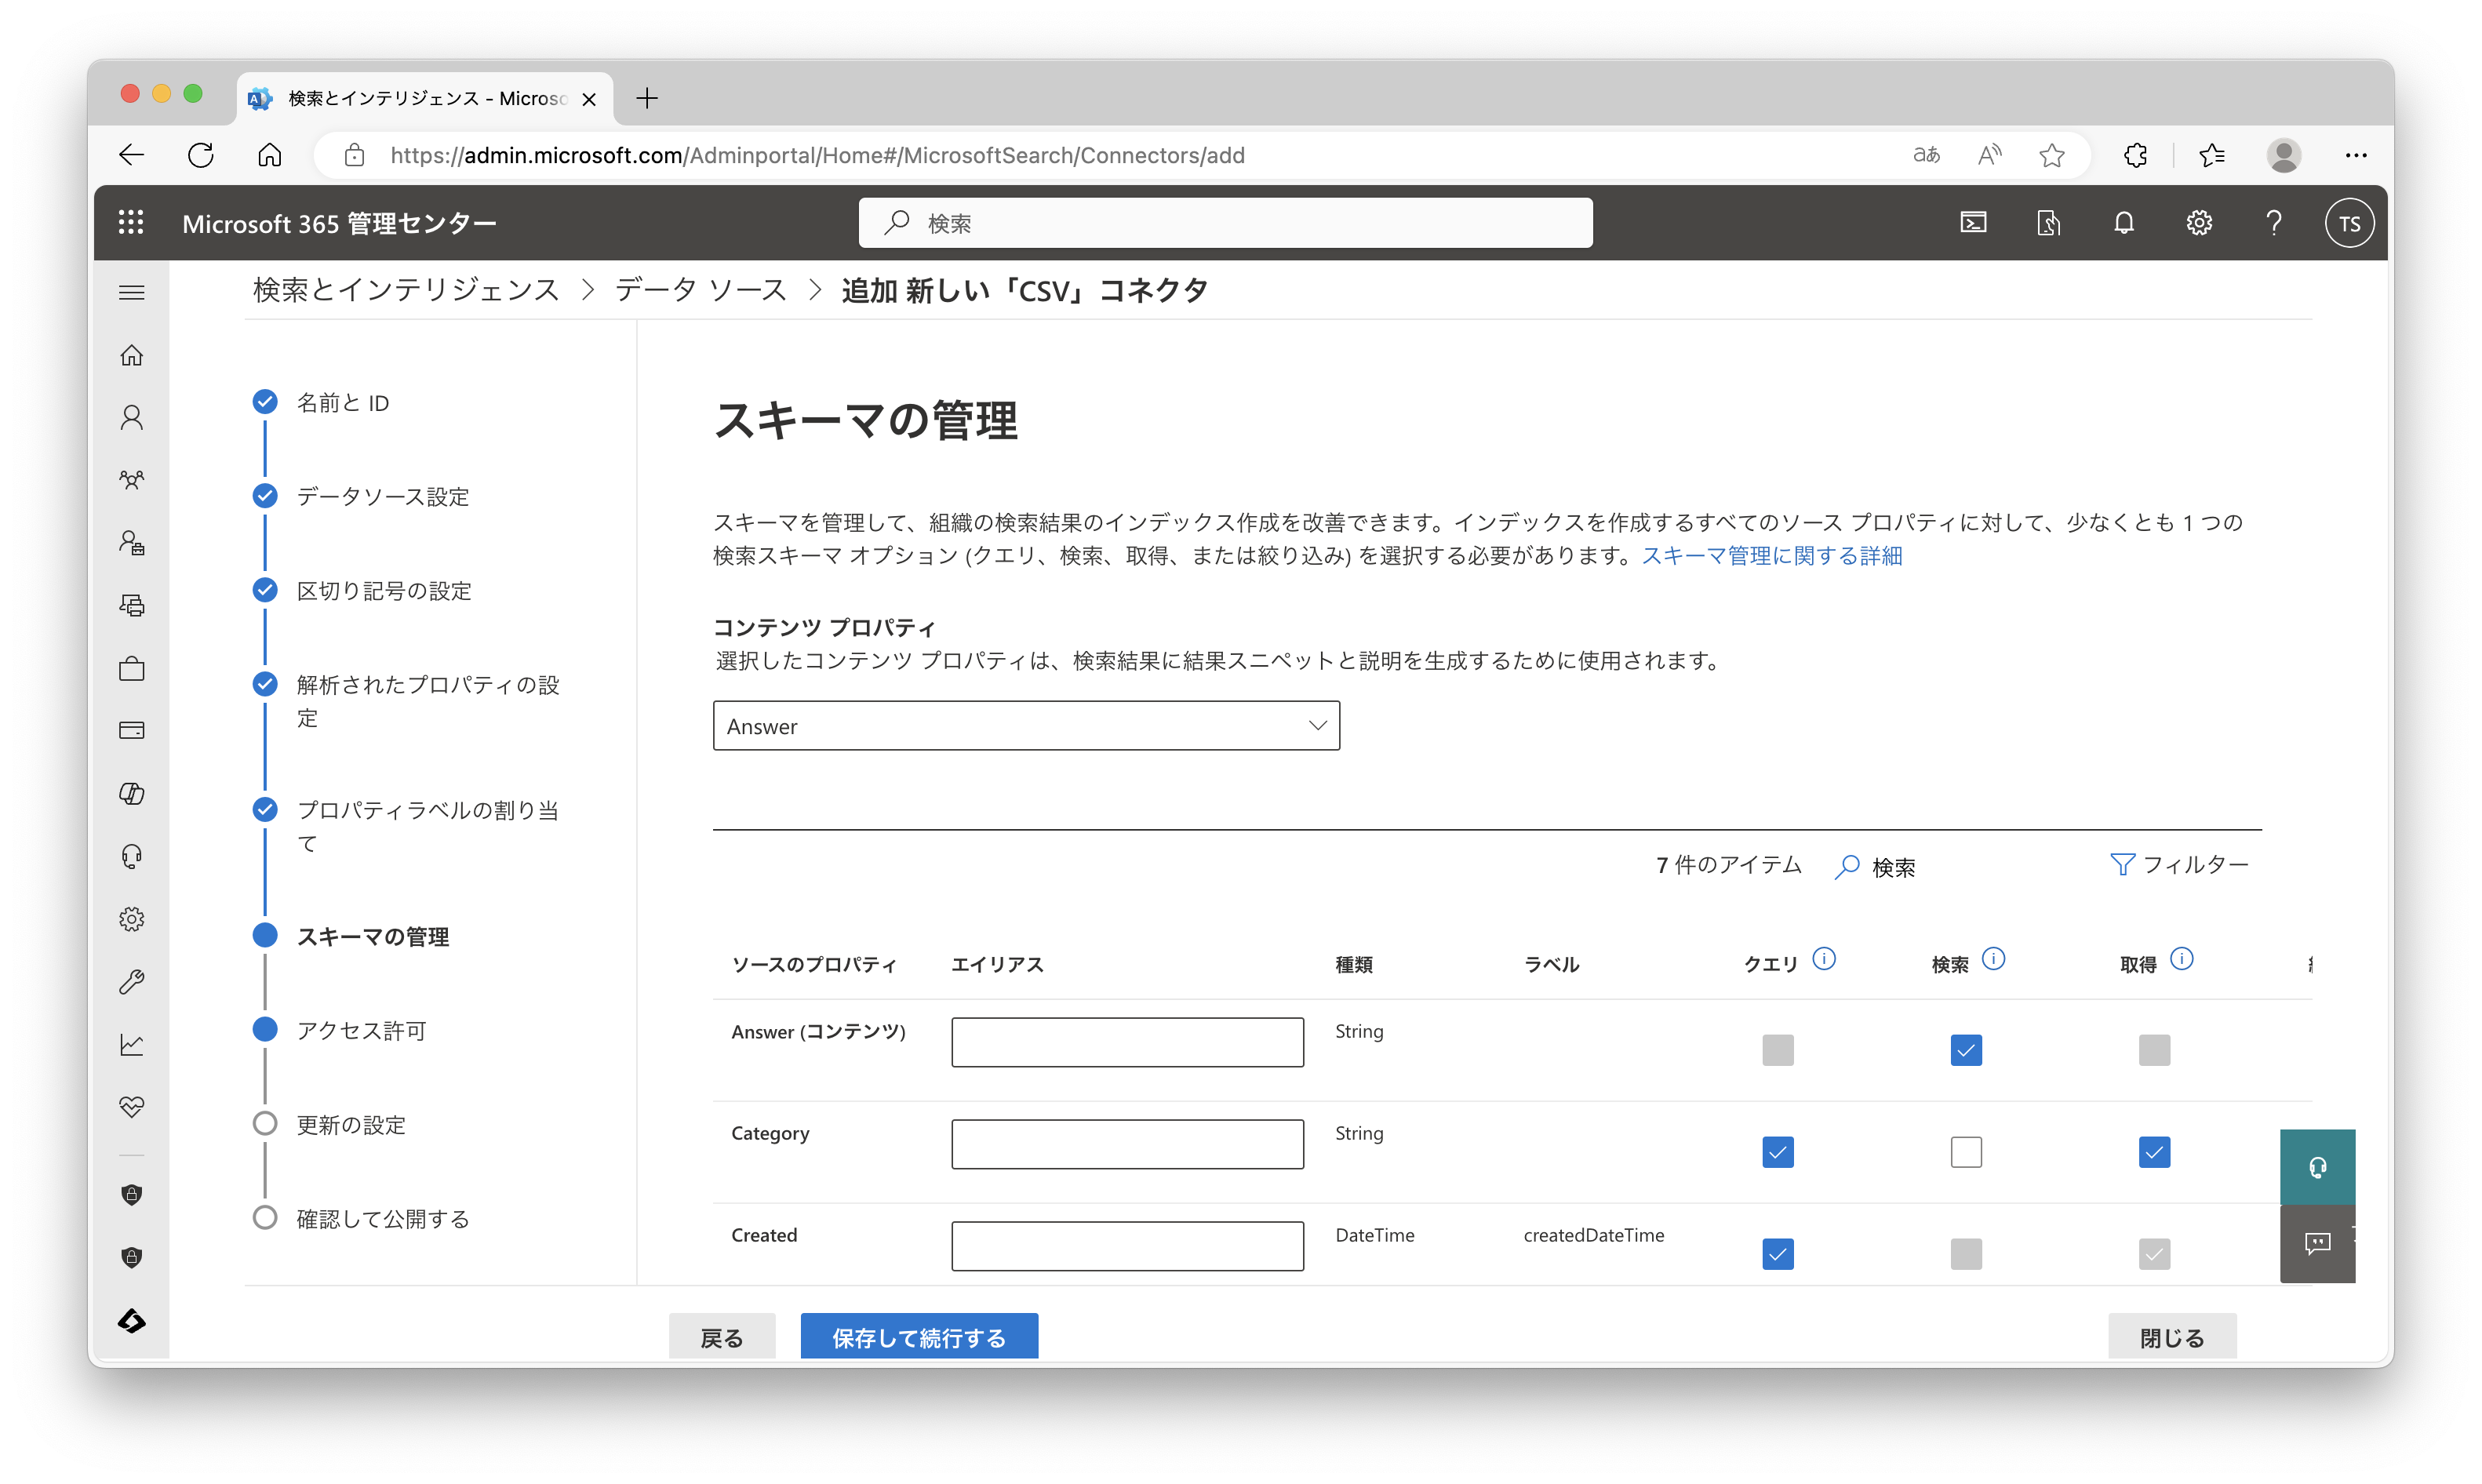 検索とインテリジェンス - Microso
https://admin.microsoft.com/Adminportal/Home#/MicrosoftSearch/Connectors/add
aあ
Microsoft 365 管理センター
検索
TS
検索とインテリジェンス > データ ソース > 追加 新しい「CSV」コネクタ
名前と ID
データソース設定
区切り記号の設定
解析されたプロパティの設
定
プロパティラベルの割り当
て
スキーマの管理
アクセス許可
更新の設定
確認して公開する
スキーマの管理
スキーマを管理して、組織の検索結果のインデックス作成を改善できます。インデックスを作成するすべてのソース プロパティに対して、少なくとも 1 つの
検索スキーマ オプション (クエリ、検索、取得、または絞り込み) を選択する必要があります。スキーマ管理に関する詳細
コンテンツ プロパティ
選択したコンテンツ プロパティは、検索結果に結果スニペットと説明を生成するために使用されます。
Answer
7 件のアイテム 検索 フィルター
ソースのプロパティ エイリアス 種類 ラベル クエリ 検索 取得
Answer (コンテンツ) String
Category String
Created DateTime createdDateTime
戻る 保存して続行する 閉じる